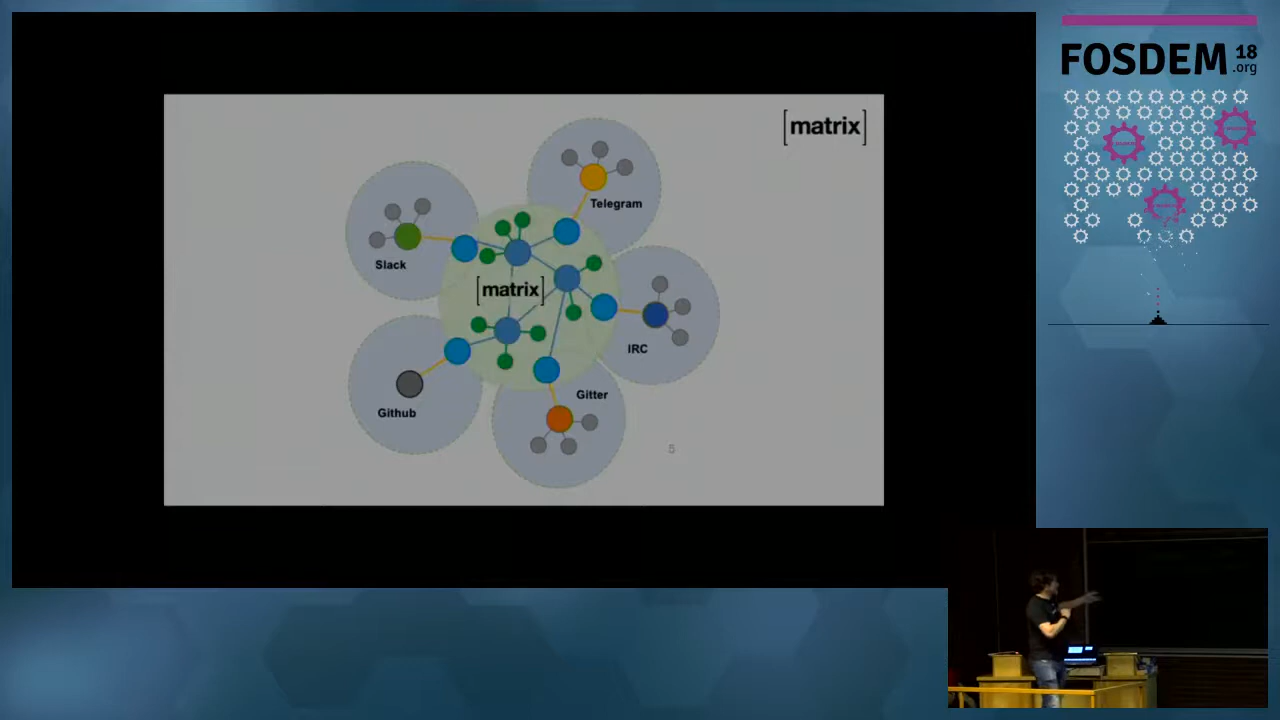 [matrix]
Telegram
Slack
[matrix]
IRC
Gitter
Github
5
FOSDEM 18
.org